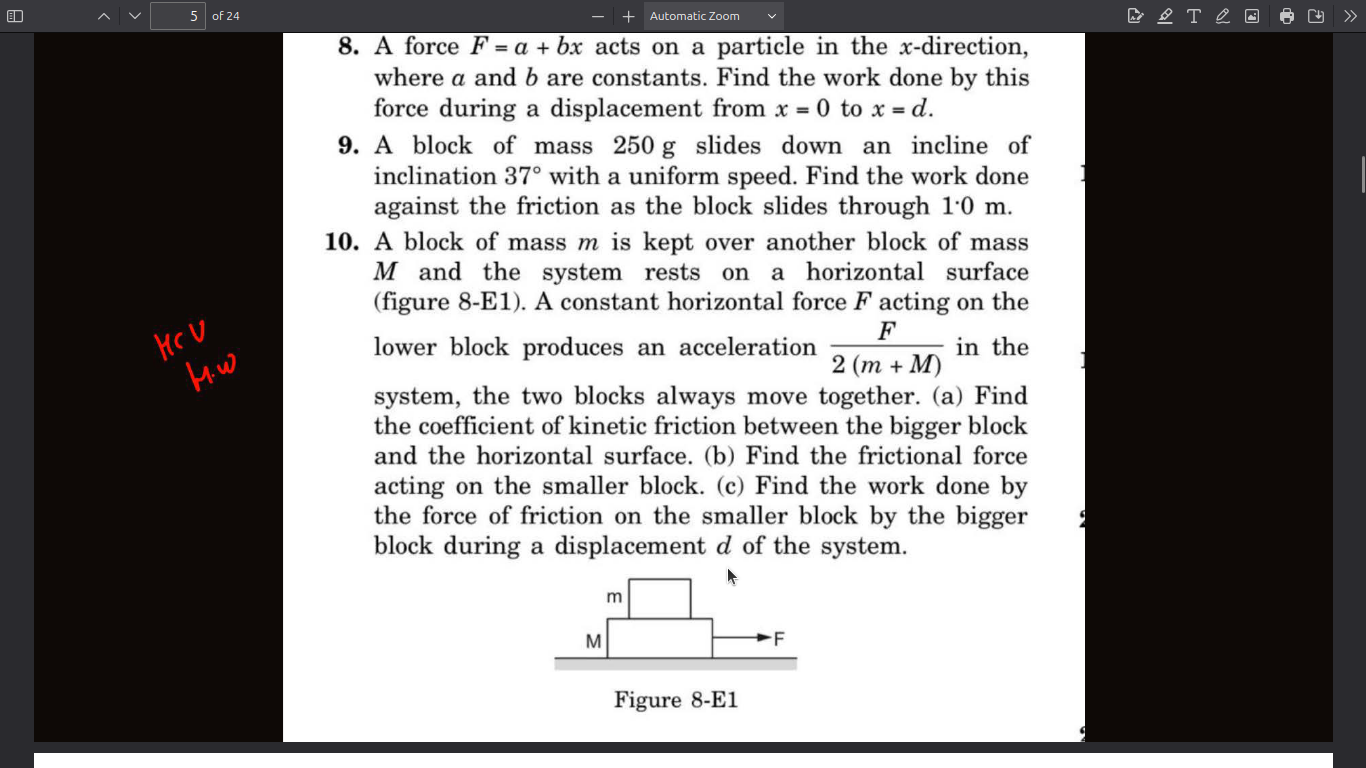 5 of 24
Automatic Zoom
8. A force F = a + bx acts on a particle in the x-direction,
where a and b are constants. Find the work done by this
force during a displacement from x = 0 to x = d.
9. A block of mass 250 g slides down an incline of
inclination 37° with a uniform speed. Find the work done
against the friction as the block slides through 1·0 m.
10. A block of mass m is kept over another block of mass
M and the system rests on a horizontal surface
(figure 8-E1). A constant horizontal force F acting on the
lower block produces an acceleration F / 2 (m + M) in the
system, the two blocks always move together. (a) Find
the coefficient of kinetic friction between the bigger block
and the horizontal surface. (b) Find the frictional force
acting on the smaller block. (c) Find the work done by
the force of friction on the smaller block by the bigger
block during a displacement d of the system.
HCV
H.W
m
M
F
Figure 8-E1